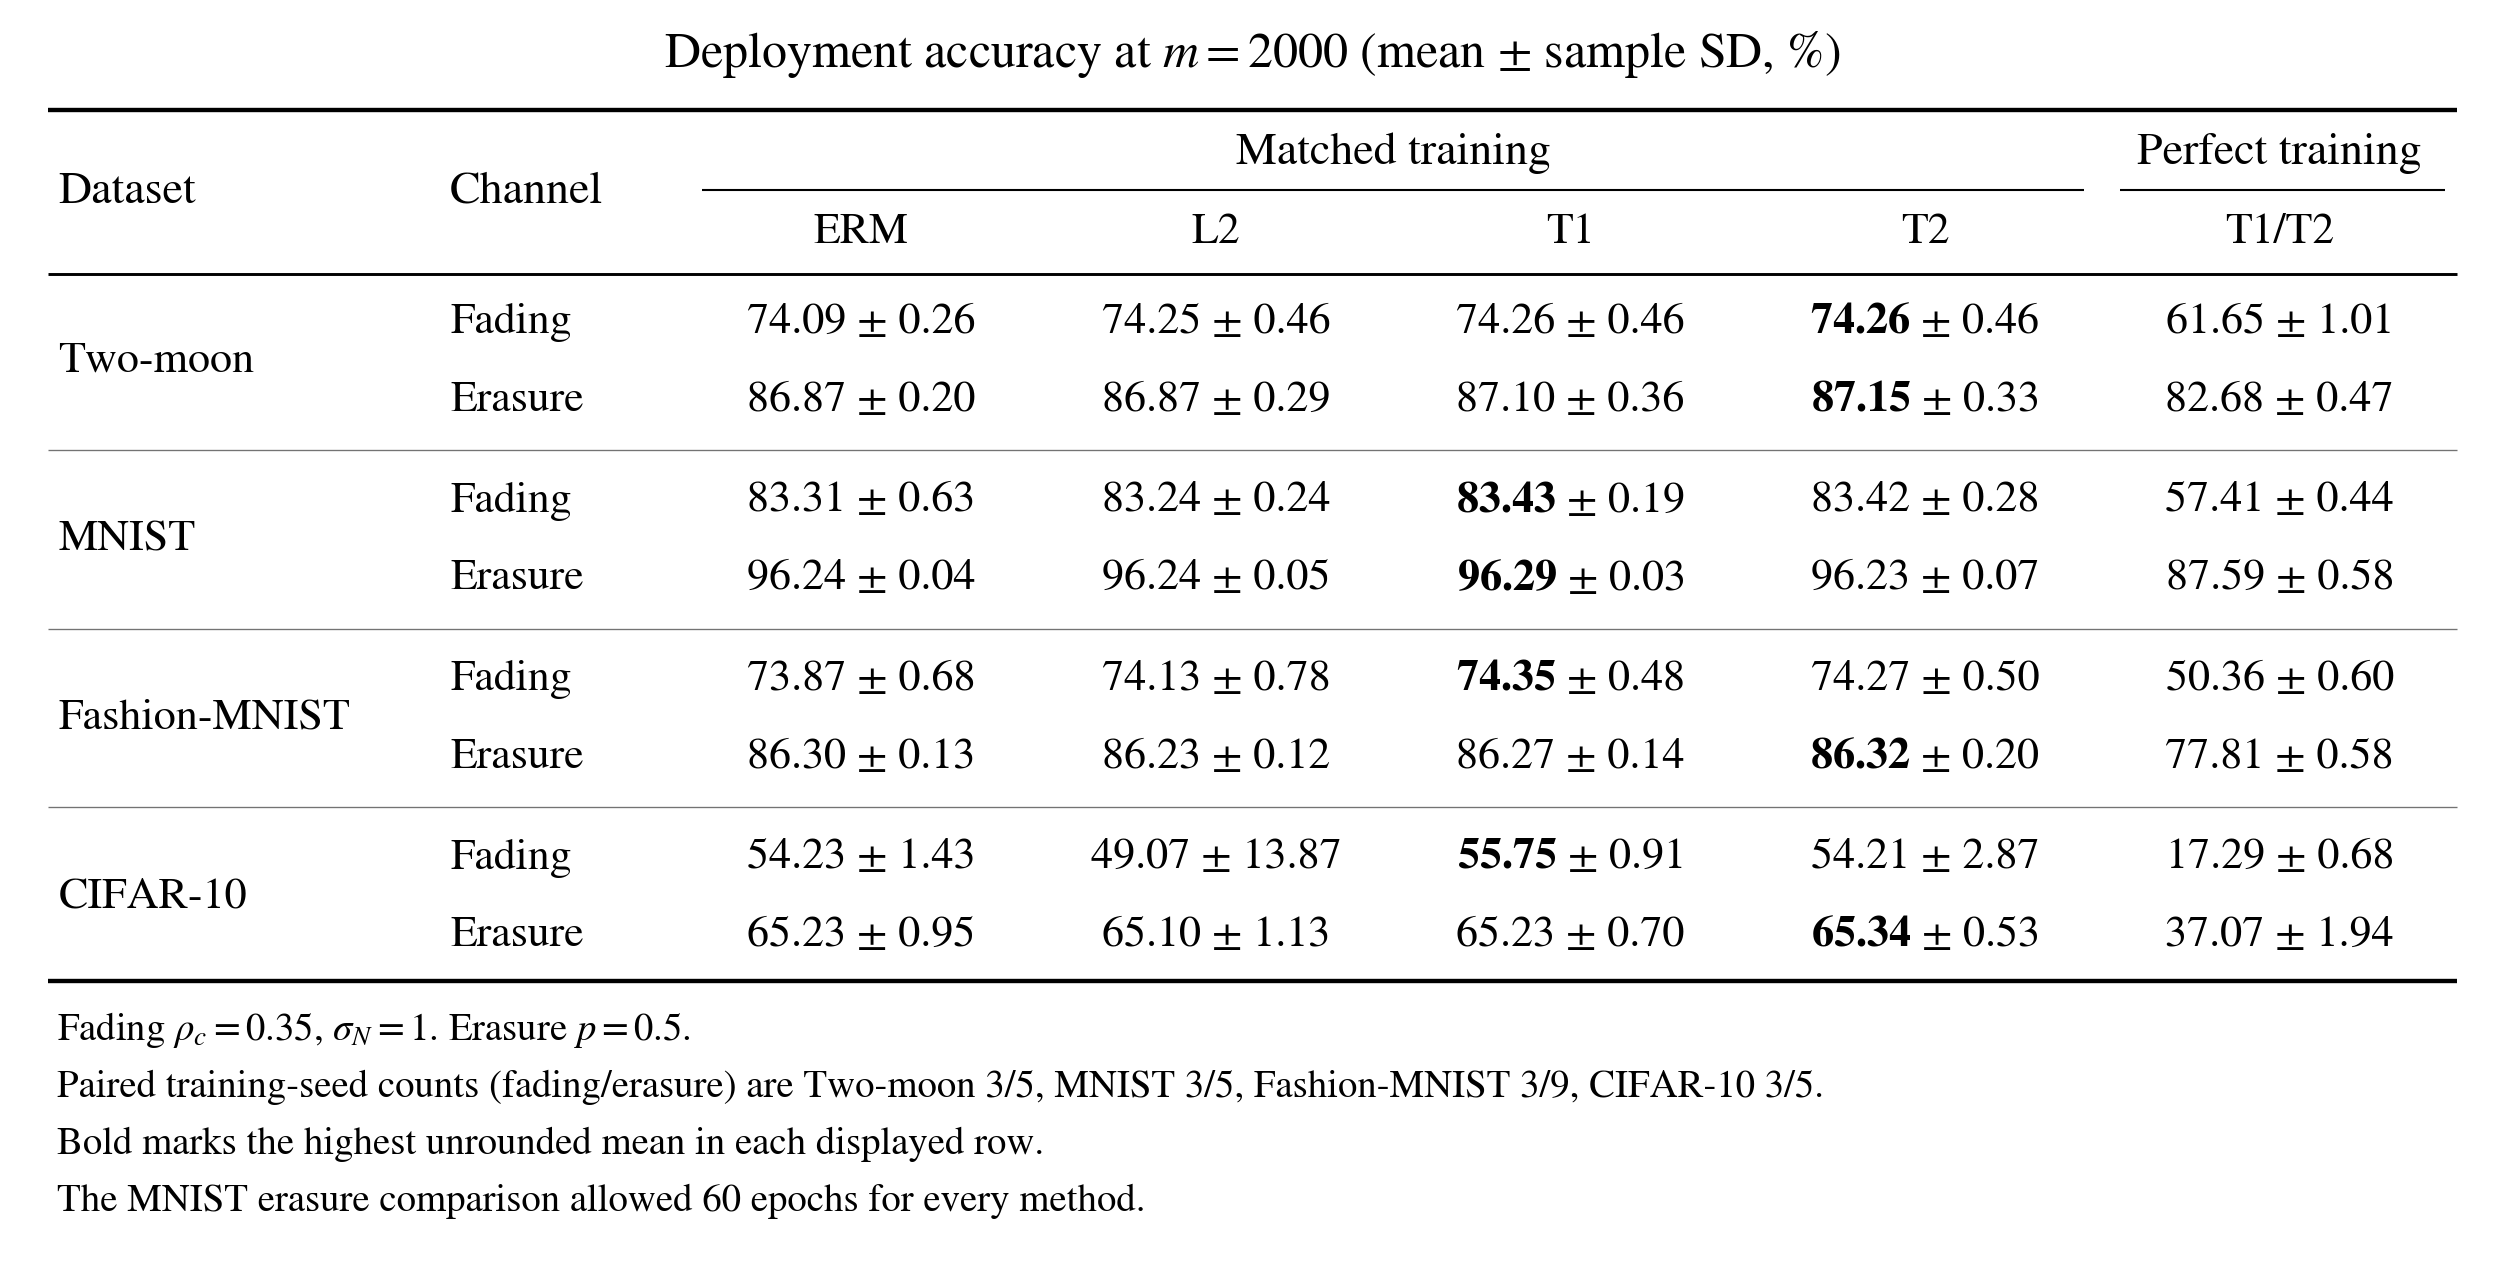 Deployment accuracy at m = 2000 (mean ± sample SD, %)
Matched training Perfect training
Dataset Channel
ERM L2 T1 T2 T1/T2
Two-moon
Fading 74.09 ± 0.26 74.25 ± 0.46 74.26 ± 0.46 74.26 ± 0.46 61.65 ± 1.01
Erasure 86.87 ± 0.20 86.87 ± 0.29 87.10 ± 0.36 87.15 ± 0.33 82.68 ± 0.47
MNIST
Fading 83.31 ± 0.63 83.24 ± 0.24 83.43 ± 0.19 83.42 ± 0.28 57.41 ± 0.44
Erasure 96.24 ± 0.04 96.24 ± 0.05 96.29 ± 0.03 96.23 ± 0.07 87.59 ± 0.58
Fashion-MNIST
Fading 73.87 ± 0.68 74.13 ± 0.78 74.35 ± 0.48 74.27 ± 0.50 50.36 ± 0.60
Erasure 86.30 ± 0.13 86.23 ± 0.12 86.27 ± 0.14 86.32 ± 0.20 77.81 ± 0.58
CIFAR-10
Fading 54.23 ± 1.43 49.07 ± 13.87 55.75 ± 0.91 54.21 ± 2.87 17.29 ± 0.68
Erasure 65.23 ± 0.95 65.10 ± 1.13 65.23 ± 0.70 65.34 ± 0.53 37.07 ± 1.94
Fading ρc = 0.35, σN = 1. Erasure p = 0.5.
Paired training-seed counts (fading/erasure) are Two-moon 3/5, MNIST 3/5, Fashion-MNIST 3/9, CIFAR-10 3/5.
Bold marks the highest unrounded mean in each displayed row.
The MNIST erasure comparison allowed 60 epochs for every method.